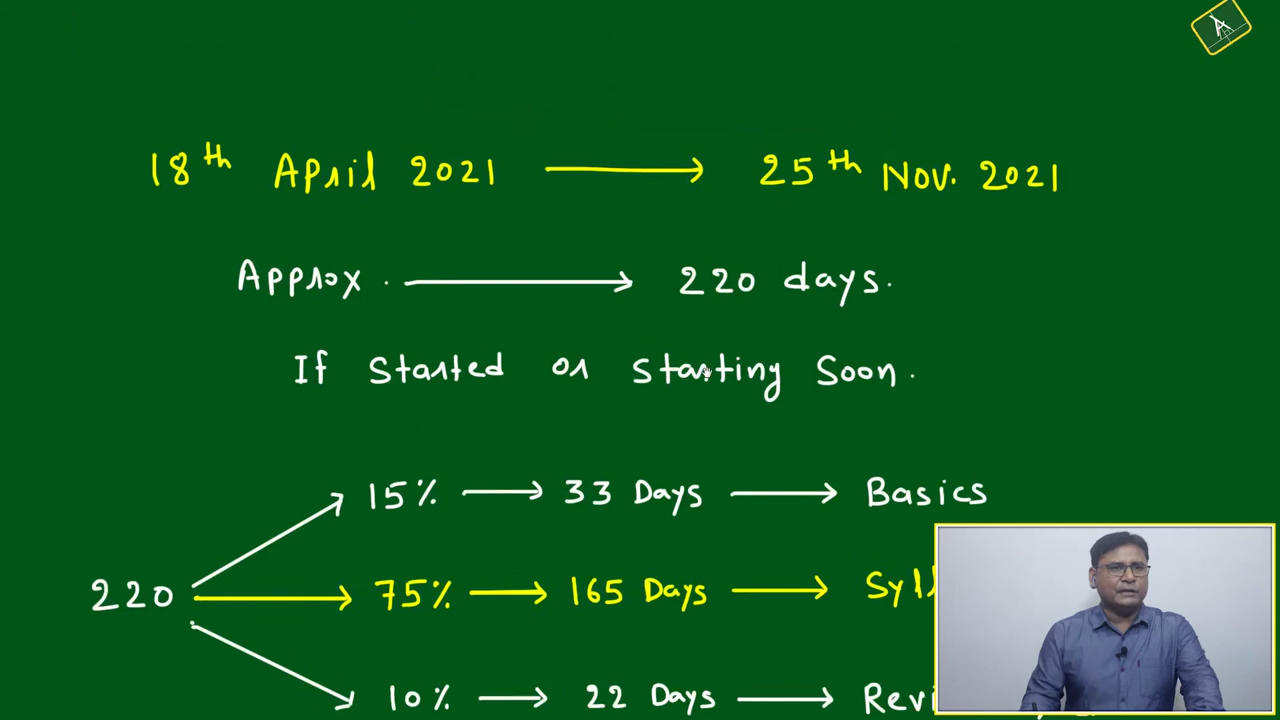 18th April 2021 → 25th Nov. 2021
Approx. → 220 days.
If Started or Starting Soon.
15% → 33 Days → Basics
220 → 75% → 165 Days →
10% → 22 Days →